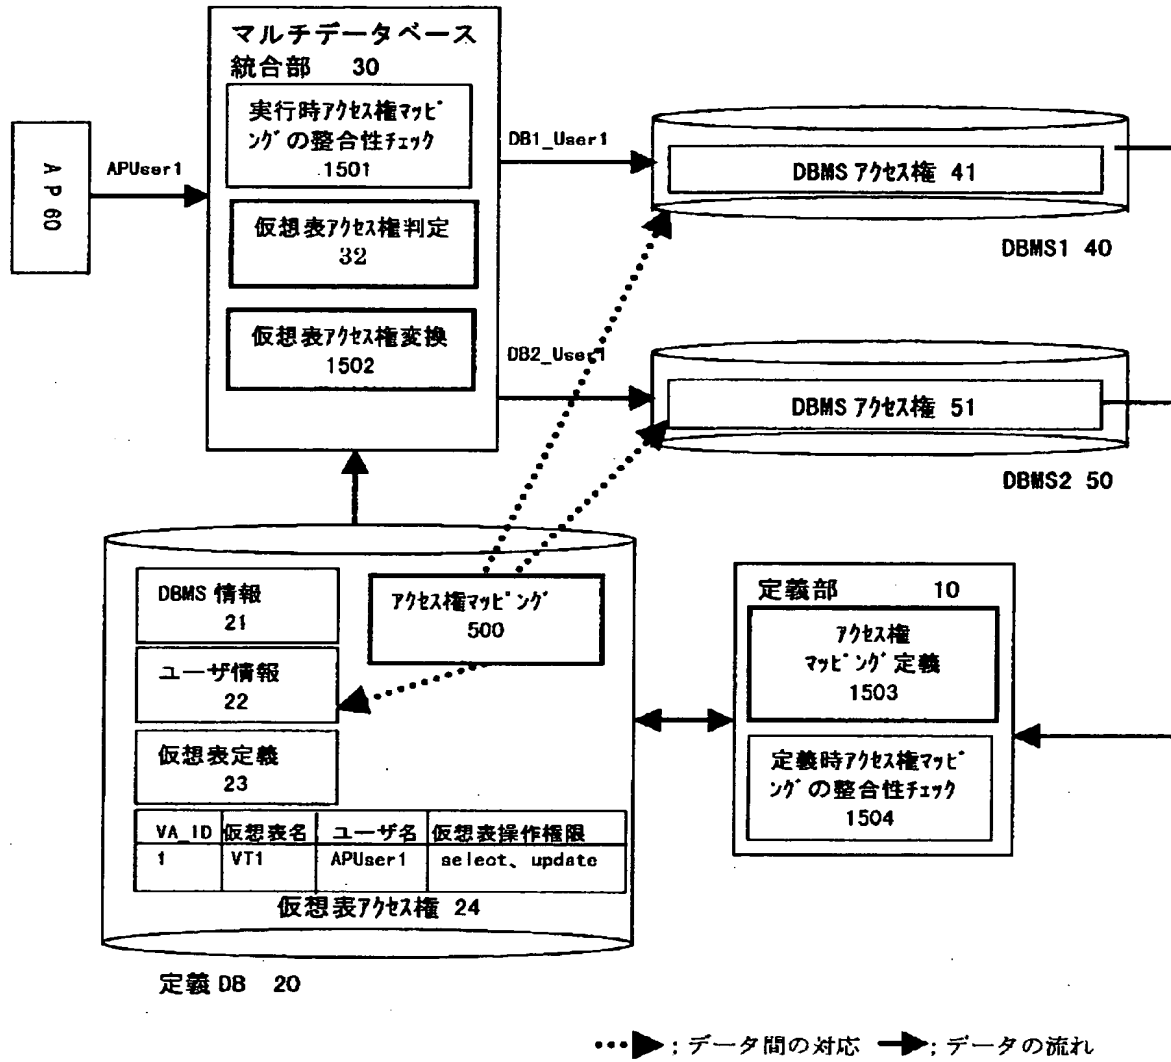 マルチデータベース
統合部 30
実行時ｱｸｾｽ権ﾏｯﾋﾟ
ﾝｸﾞの整合性ﾁｪｯｸ
1501
仮想表ｱｸｾｽ権判定
32
仮想表ｱｸｾｽ権変換
1502
AP 60
APUser1
DB1_User1
DB2_User1
DBMS ｱｸｾｽ権 41
DBMS1 40
DBMS ｱｸｾｽ権 51
DBMS2 50
DBMS 情報
21
ユーザ情報
22
仮想表定義
23
ｱｸｾｽ権ﾏｯﾋﾟﾝｸﾞ
500
VA_ID 仮想表名 ユーザ名 仮想表操作権限
1 VT1 APUser1 select、update
仮想表ｱｸｾｽ権 24
定義 DB 20
定義部 10
ｱｸｾｽ権
ﾏｯﾋﾟﾝｸﾞ定義
1503
定義時ｱｸｾｽ権ﾏｯﾋﾟ
ﾝｸﾞの整合性ﾁｪｯｸ
1504
;データ間の対応 ;データの流れ